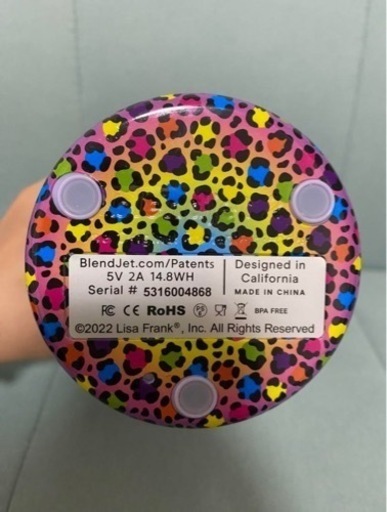 BlendJet.com/Patents
5V 2A 14.8WH
Serial # 5316004868
Designed in
California
MADE IN CHINA
FC CE RoHS
BPA FREE
©2022 Lisa Frank®, Inc. All Rights Reserved